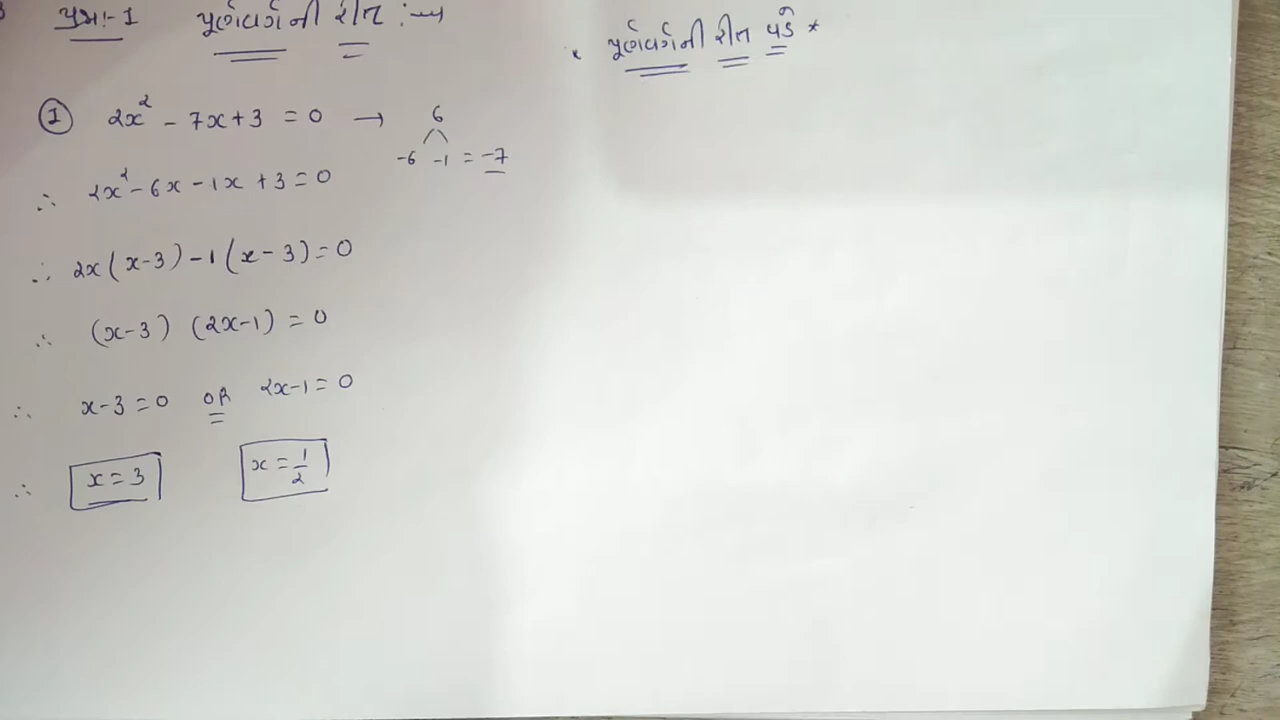 પ્રશ્ન:- 1 પૂર્ણવર્ગની રીત :→
① 2x² - 7x + 3 = 0 → 6
-6 -1 = -7
∴ 2x² - 6x - 1x + 3 = 0
∴ 2x(x-3) - 1(x-3) = 0
∴ (x-3) (2x-1) = 0
∴ x-3 = 0 OR 2x-1 = 0
∴ x = 3 x = 1/2
* પૂર્ણવર્ગની રીત વડે *